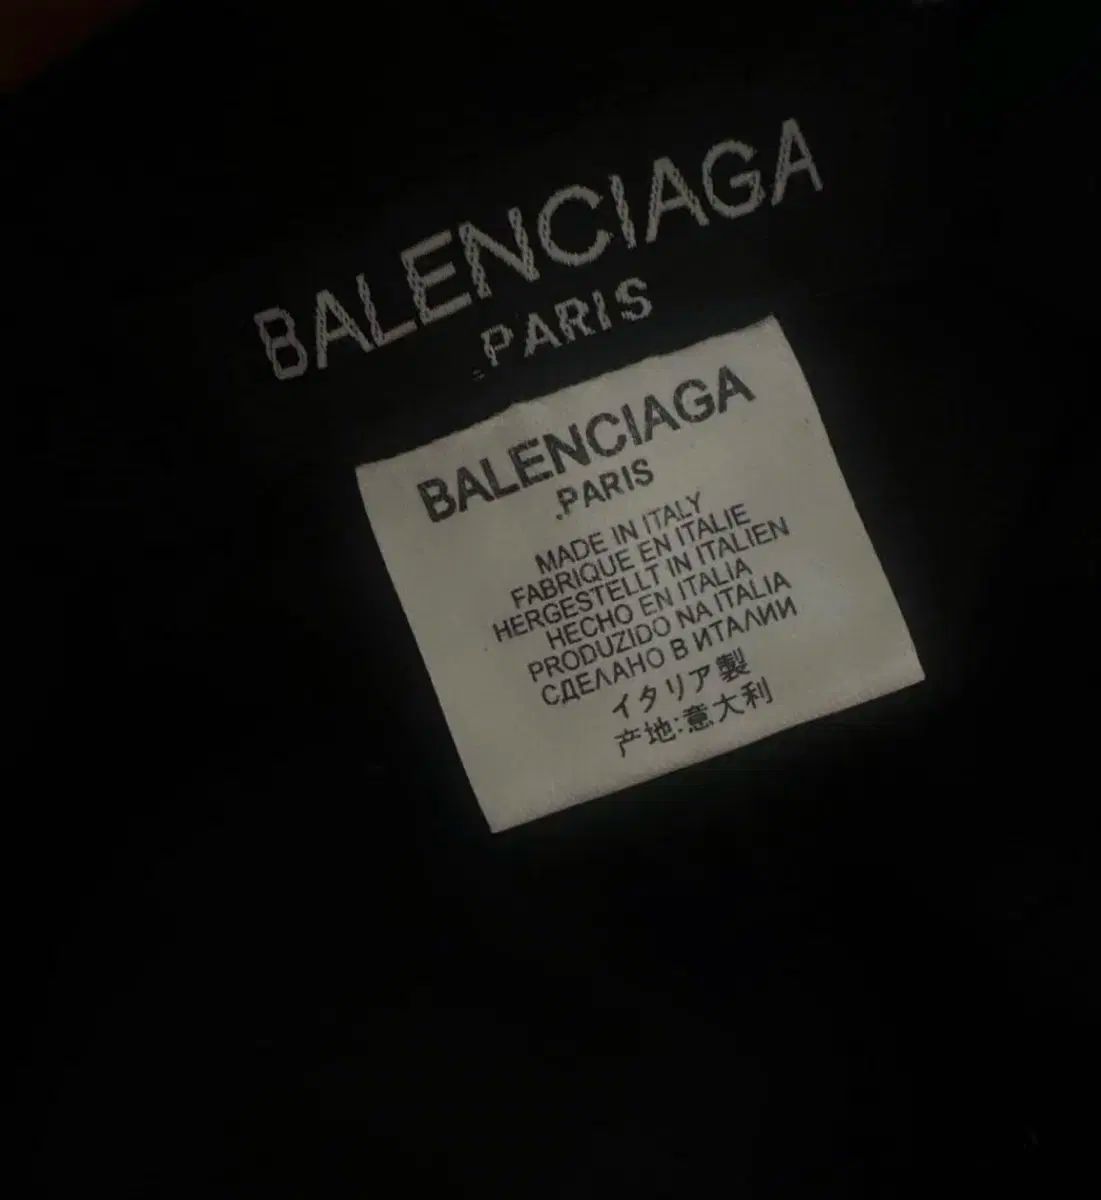 BALENCIAGA
.PARIS
BALENCIAGA
.PARIS
MADE IN ITALY
FABRIQUE EN ITALIE
HERGESTELLT IN ITALIEN
HECHO EN ITALIA
PRODUZIDO NA ITALIA
СДЕЛАНО В ИТАЛИИ
イタリア製
产地:意大利